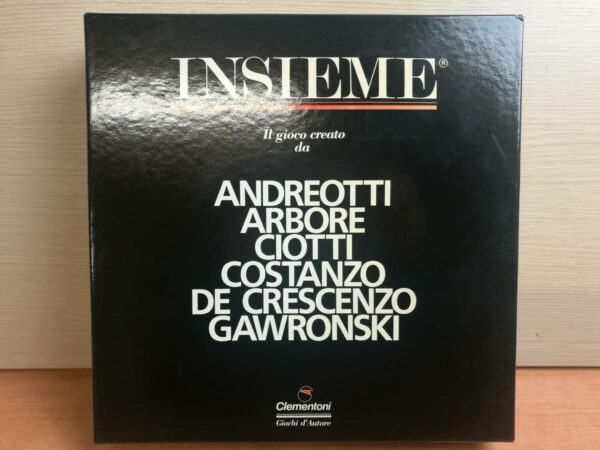 INSIEME®
Il gioco creato
da
ANDREOTTI
ARBORE
CIOTTI
COSTANZO
DE CRESCENZO
GAWRONSKI
Clementoni
Giochi d'Autore